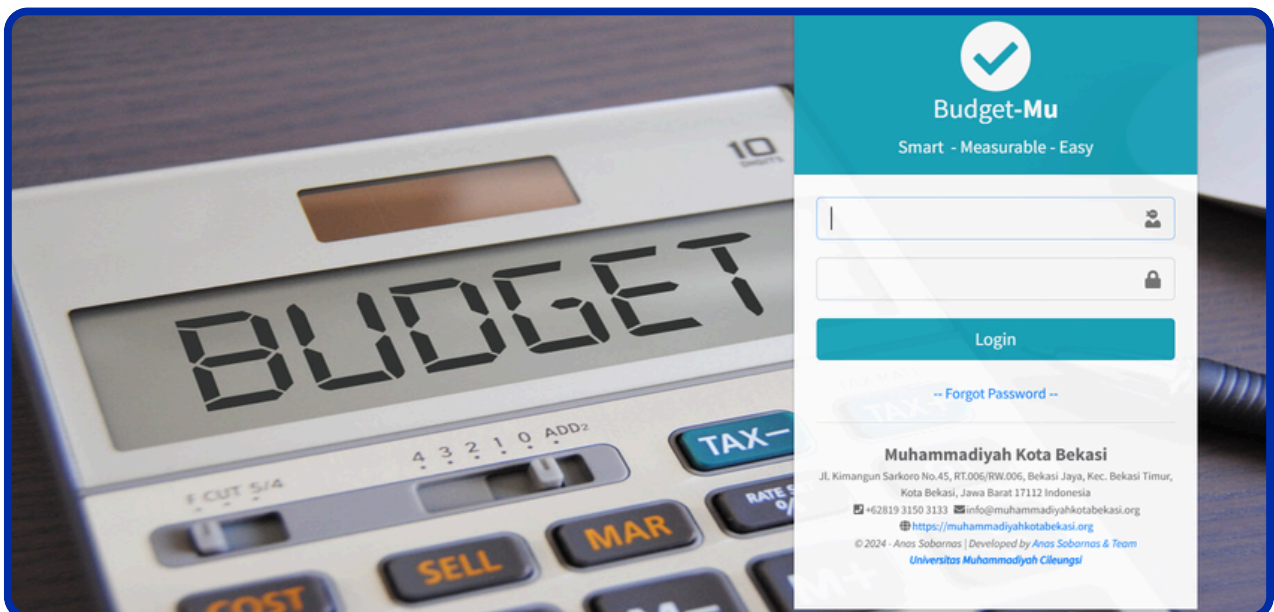 10
DIGITS
BUDGET
4 3 2 1 0 ADD2
F CUT 5/4
TAX–
RATE
MAR
SELL
COST
M–
M+
TAX+
Budget-Mu
Smart - Measurable - Easy
Login
-- Forgot Password --
Muhammadiyah Kota Bekasi
Jl. Kimangun Sarkoro No.45, RT.006/RW.006, Bekasi Jaya, Kec. Bekasi Timur,
Kota Bekasi, Jawa Barat 17112 Indonesia
+62819 3150 3133 info@muhammadiyahkotabekasi.org
https://muhammadiyahkotabekasi.org
© 2024 - Anas Sobarnas | Developed by Anas Sobarnas & Team
Universitas Muhammadiyah Cileungsi